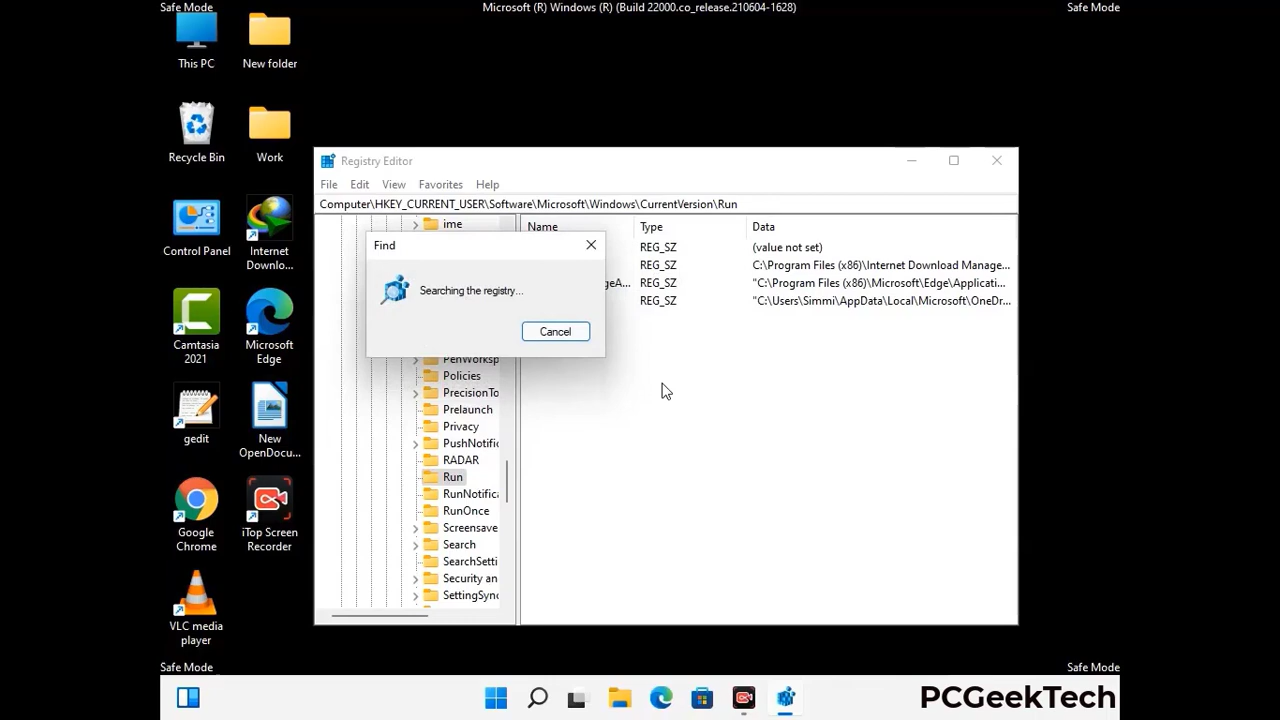 Safe Mode
Microsoft (R) Windows (R) (Build 22000.co_release.210604-1628)
Safe Mode
This PC
New folder
Recycle Bin
Work
Control Panel
Internet
Downlo...
Camtasia
2021
Microsoft
Edge
gedit
New
OpenDocu...
Google
Chrome
iTop Screen
Recorder
VLC media
player
Registry Editor
File Edit View Favorites Help
Computer\HKEY_CURRENT_USER\Software\Microsoft\Windows\CurrentVersion\Run
ime
Name Type Data
REG_SZ (value not set)
REG_SZ C:\Program Files (x86)\Internet Download Manage...
geA... REG_SZ "C:\Program Files (x86)\Microsoft\Edge\Applicati...
REG_SZ "C:\Users\Simmi\AppData\Local\Microsoft\OneDr...
Find
Searching the registry...
Cancel
PenWorksp
Policies
PrecisionTo
Prelaunch
Privacy
PushNotific
RADAR
Run
RunNotifica
RunOnce
Screensave
Search
SearchSetti
Security an
SettingSync
Safe Mode
Safe Mode
PCGeekTech